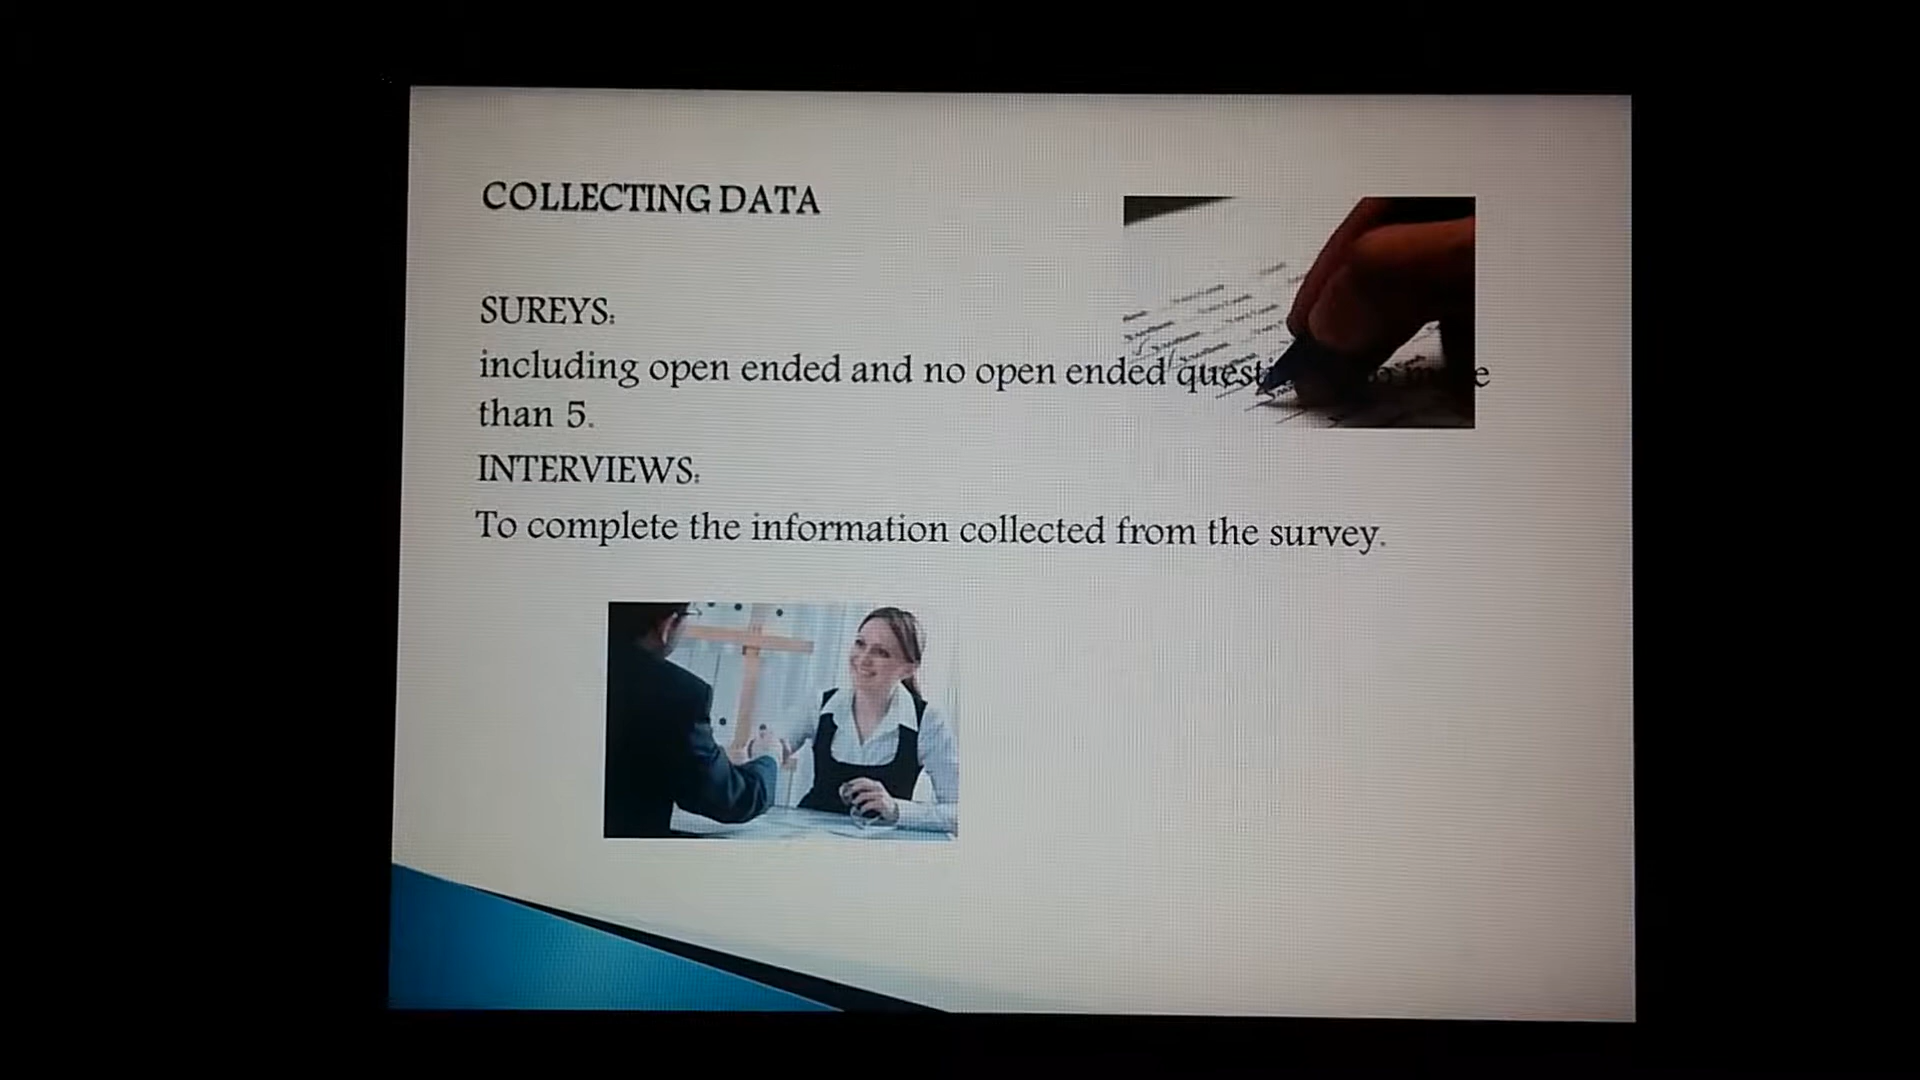 COLLECTING DATA
SUREYS:
including open ended and no open ended
than 5.
INTERVIEWS:
To complete the information collected from the survey.